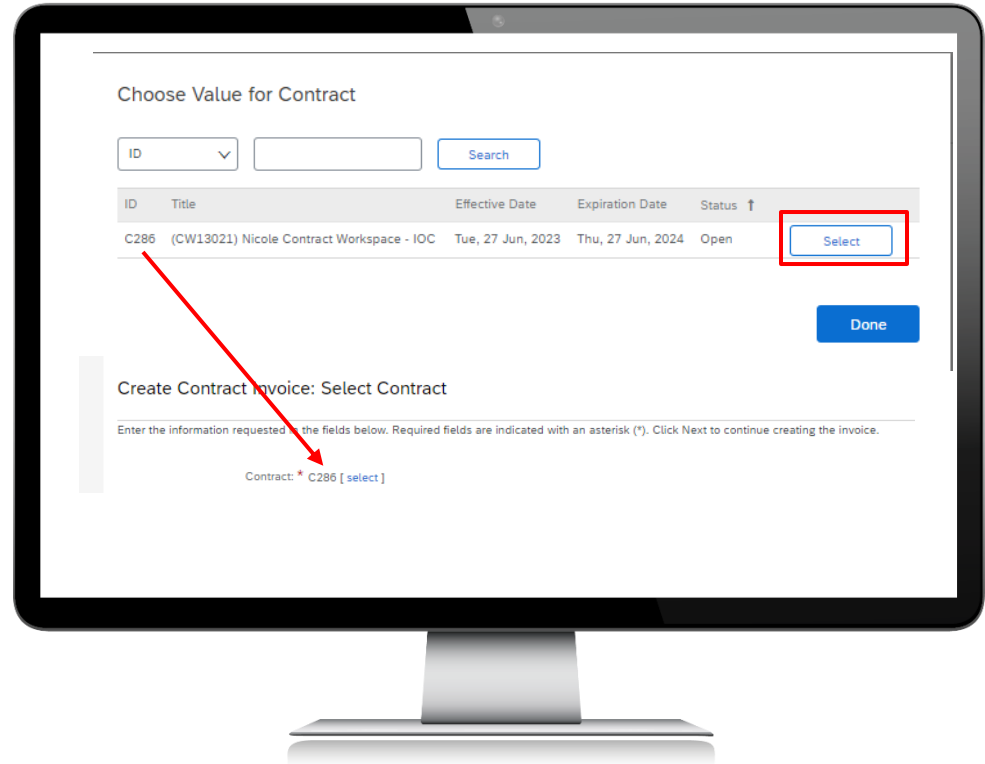 Choose Value for Contract
ID Search
ID Title Effective Date Expiration Date Status ↑
C286 (CW13021) Nicole Contract Workspace - IOC Tue, 27 Jun, 2023 Thu, 27 Jun, 2024 Open Select
Done
Create Contract Invoice: Select Contract
Enter the information requested in the fields below. Required fields are indicated with an asterisk (*). Click Next to continue creating the invoice.
Contract: * C286 [ select ]